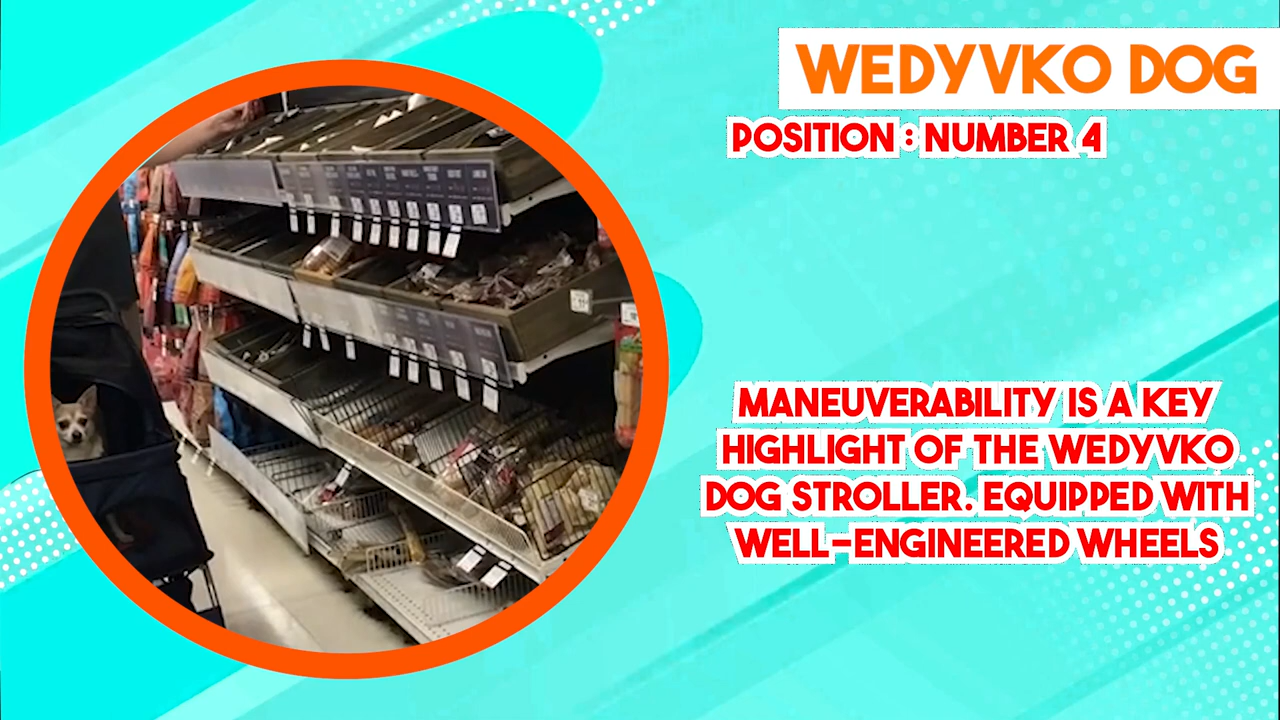 WEDYVKO DOG
POSITION : NUMBER 4
MANEUVERABILITY IS A KEY
HIGHLIGHT OF THE WEDYVKO
DOG STROLLER. EQUIPPED WITH
WELL-ENGINEERED WHEELS